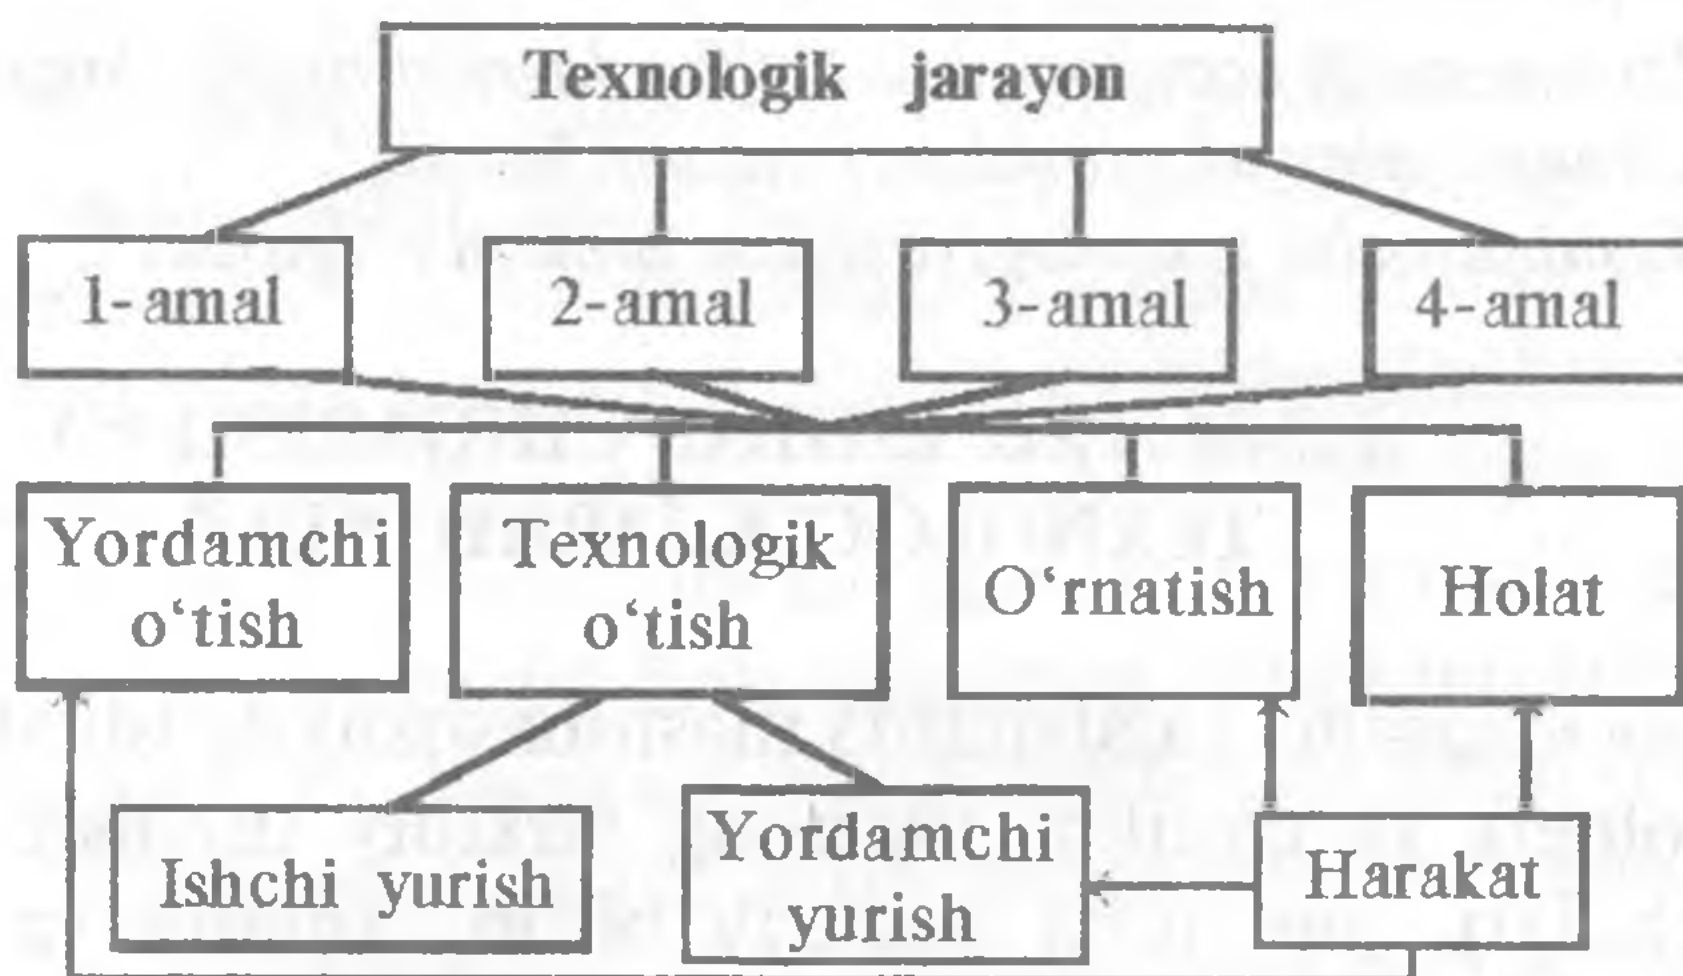 Texnologik jarayon
1-amal
2-amal
3-amal
4-amal
Yordamchi
o‘tish
Texnologik
o‘tish
O‘rnatish
Holat
Ishchi yurish
Yordamchi
yurish
Harakat